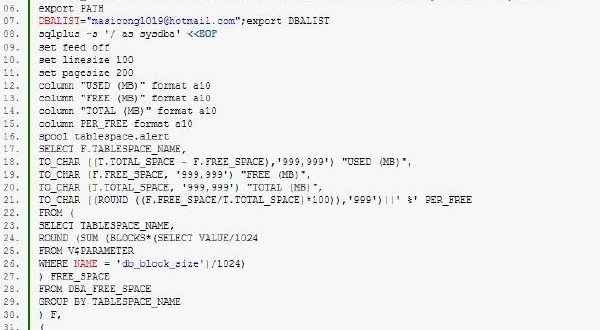 06. export PATH
07. DBALIST="masicong1019@hotmail.com";export DBALIST
08. sqlplus -s '/ as sysdba' <<EOF
09. set feed off
10. set linesize 100
11. set pagesize 200
12. column "USED (MB)" format a10
13. column "FREE (MB)" format a10
14. column "TOTAL (MB)" format a10
15. column PER_FREE format a10
16. spool tablespace.alert
17. SELECT F.TABLESPACE_NAME,
18. TO_CHAR ((T.TOTAL_SPACE - F.FREE_SPACE),'999,999') "USED (MB)",
19. TO_CHAR (F.FREE_SPACE, '999,999') "FREE (MB)",
20. TO_CHAR (T.TOTAL_SPACE, '999,999') "TOTAL (MB)",
21. TO_CHAR ((ROUND ((F.FREE_SPACE/T.TOTAL_SPACE)*100)),'999')||' %' PER_FREE
22. FROM (
23. SELECT TABLESPACE_NAME,
24. ROUND (SUM (BLOCKS*(SELECT VALUE/1024
25. FROM V$PARAMETER
26. WHERE NAME = 'db_block_size')/1024)
27. ) FREE_SPACE
28. FROM DBA_FREE_SPACE
29. GROUP BY TABLESPACE_NAME
30. ) F,
31. (